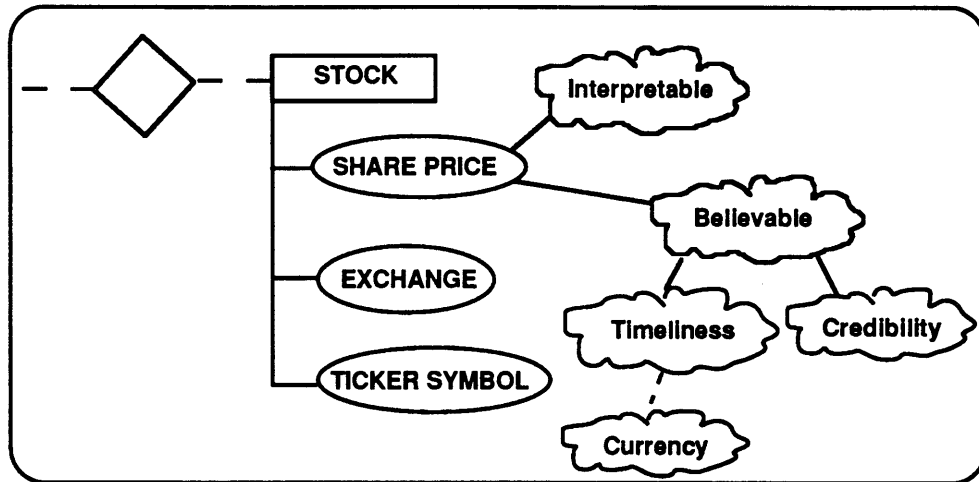 STOCK
Interpretable
SHARE PRICE
Believable
EXCHANGE
Timeliness
Credibility
TICKER SYMBOL
Currency